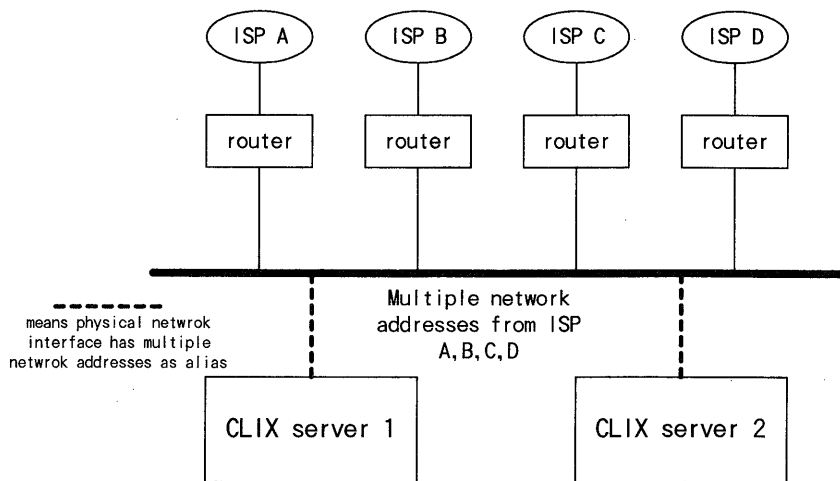 ISP A
ISP B
ISP C
ISP D
router
router
router
router
Multiple network
addresses from ISP
A,B,C,D
means physical netwrok
interface has multiple
netwrok addresses as alias
CLIX server 1
CLIX server 2